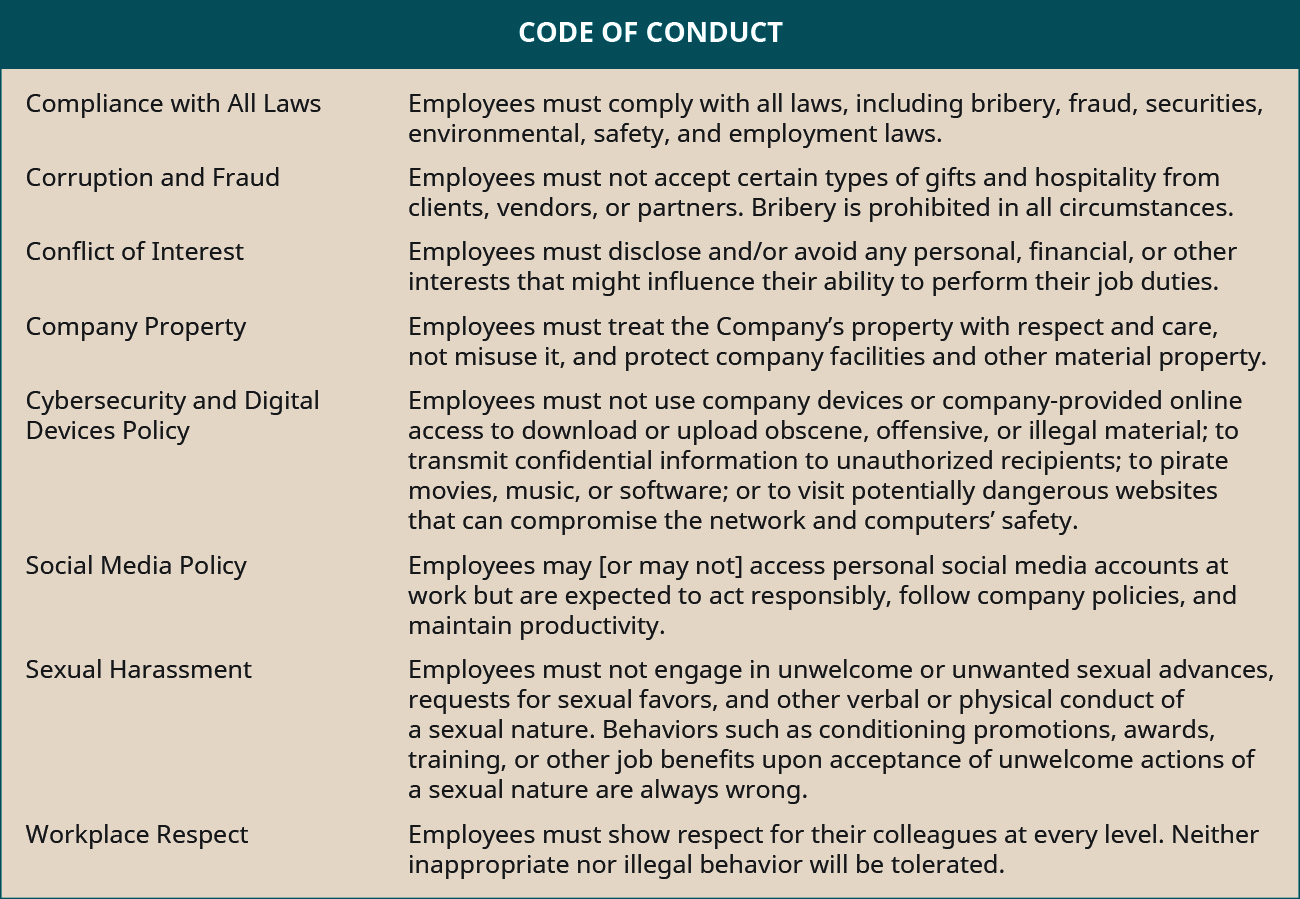 CODE OF CONDUCT
Compliance with All Laws
Employees must comply with all laws, including bribery, fraud, securities,
environmental, safety, and employment laws.
Corruption and Fraud
Employees must not accept certain types of gifts and hospitality from
clients, vendors, or partners. Bribery is prohibited in all circumstances.
Conflict of Interest
Employees must disclose and/or avoid any personal, financial, or other
interests that might influence their ability to perform their job duties.
Company Property
Employees must treat the Company’s property with respect and care,
not misuse it, and protect company facilities and other material property.
Cybersecurity and Digital
Devices Policy
Employees must not use company devices or company-provided online
access to download or upload obscene, offensive, or illegal material; to
transmit confidential information to unauthorized recipients; to pirate
movies, music, or software; or to visit potentially dangerous websites
that can compromise the network and computers’ safety.
Social Media Policy
Employees may [or may not] access personal social media accounts at
work but are expected to act responsibly, follow company policies, and
maintain productivity.
Sexual Harassment
Employees must not engage in unwelcome or unwanted sexual advances,
requests for sexual favors, and other verbal or physical conduct of
a sexual nature. Behaviors such as conditioning promotions, awards,
training, or other job benefits upon acceptance of unwelcome actions of
a sexual nature are always wrong.
Workplace Respect
Employees must show respect for their colleagues at every level. Neither
inappropriate nor illegal behavior will be tolerated.